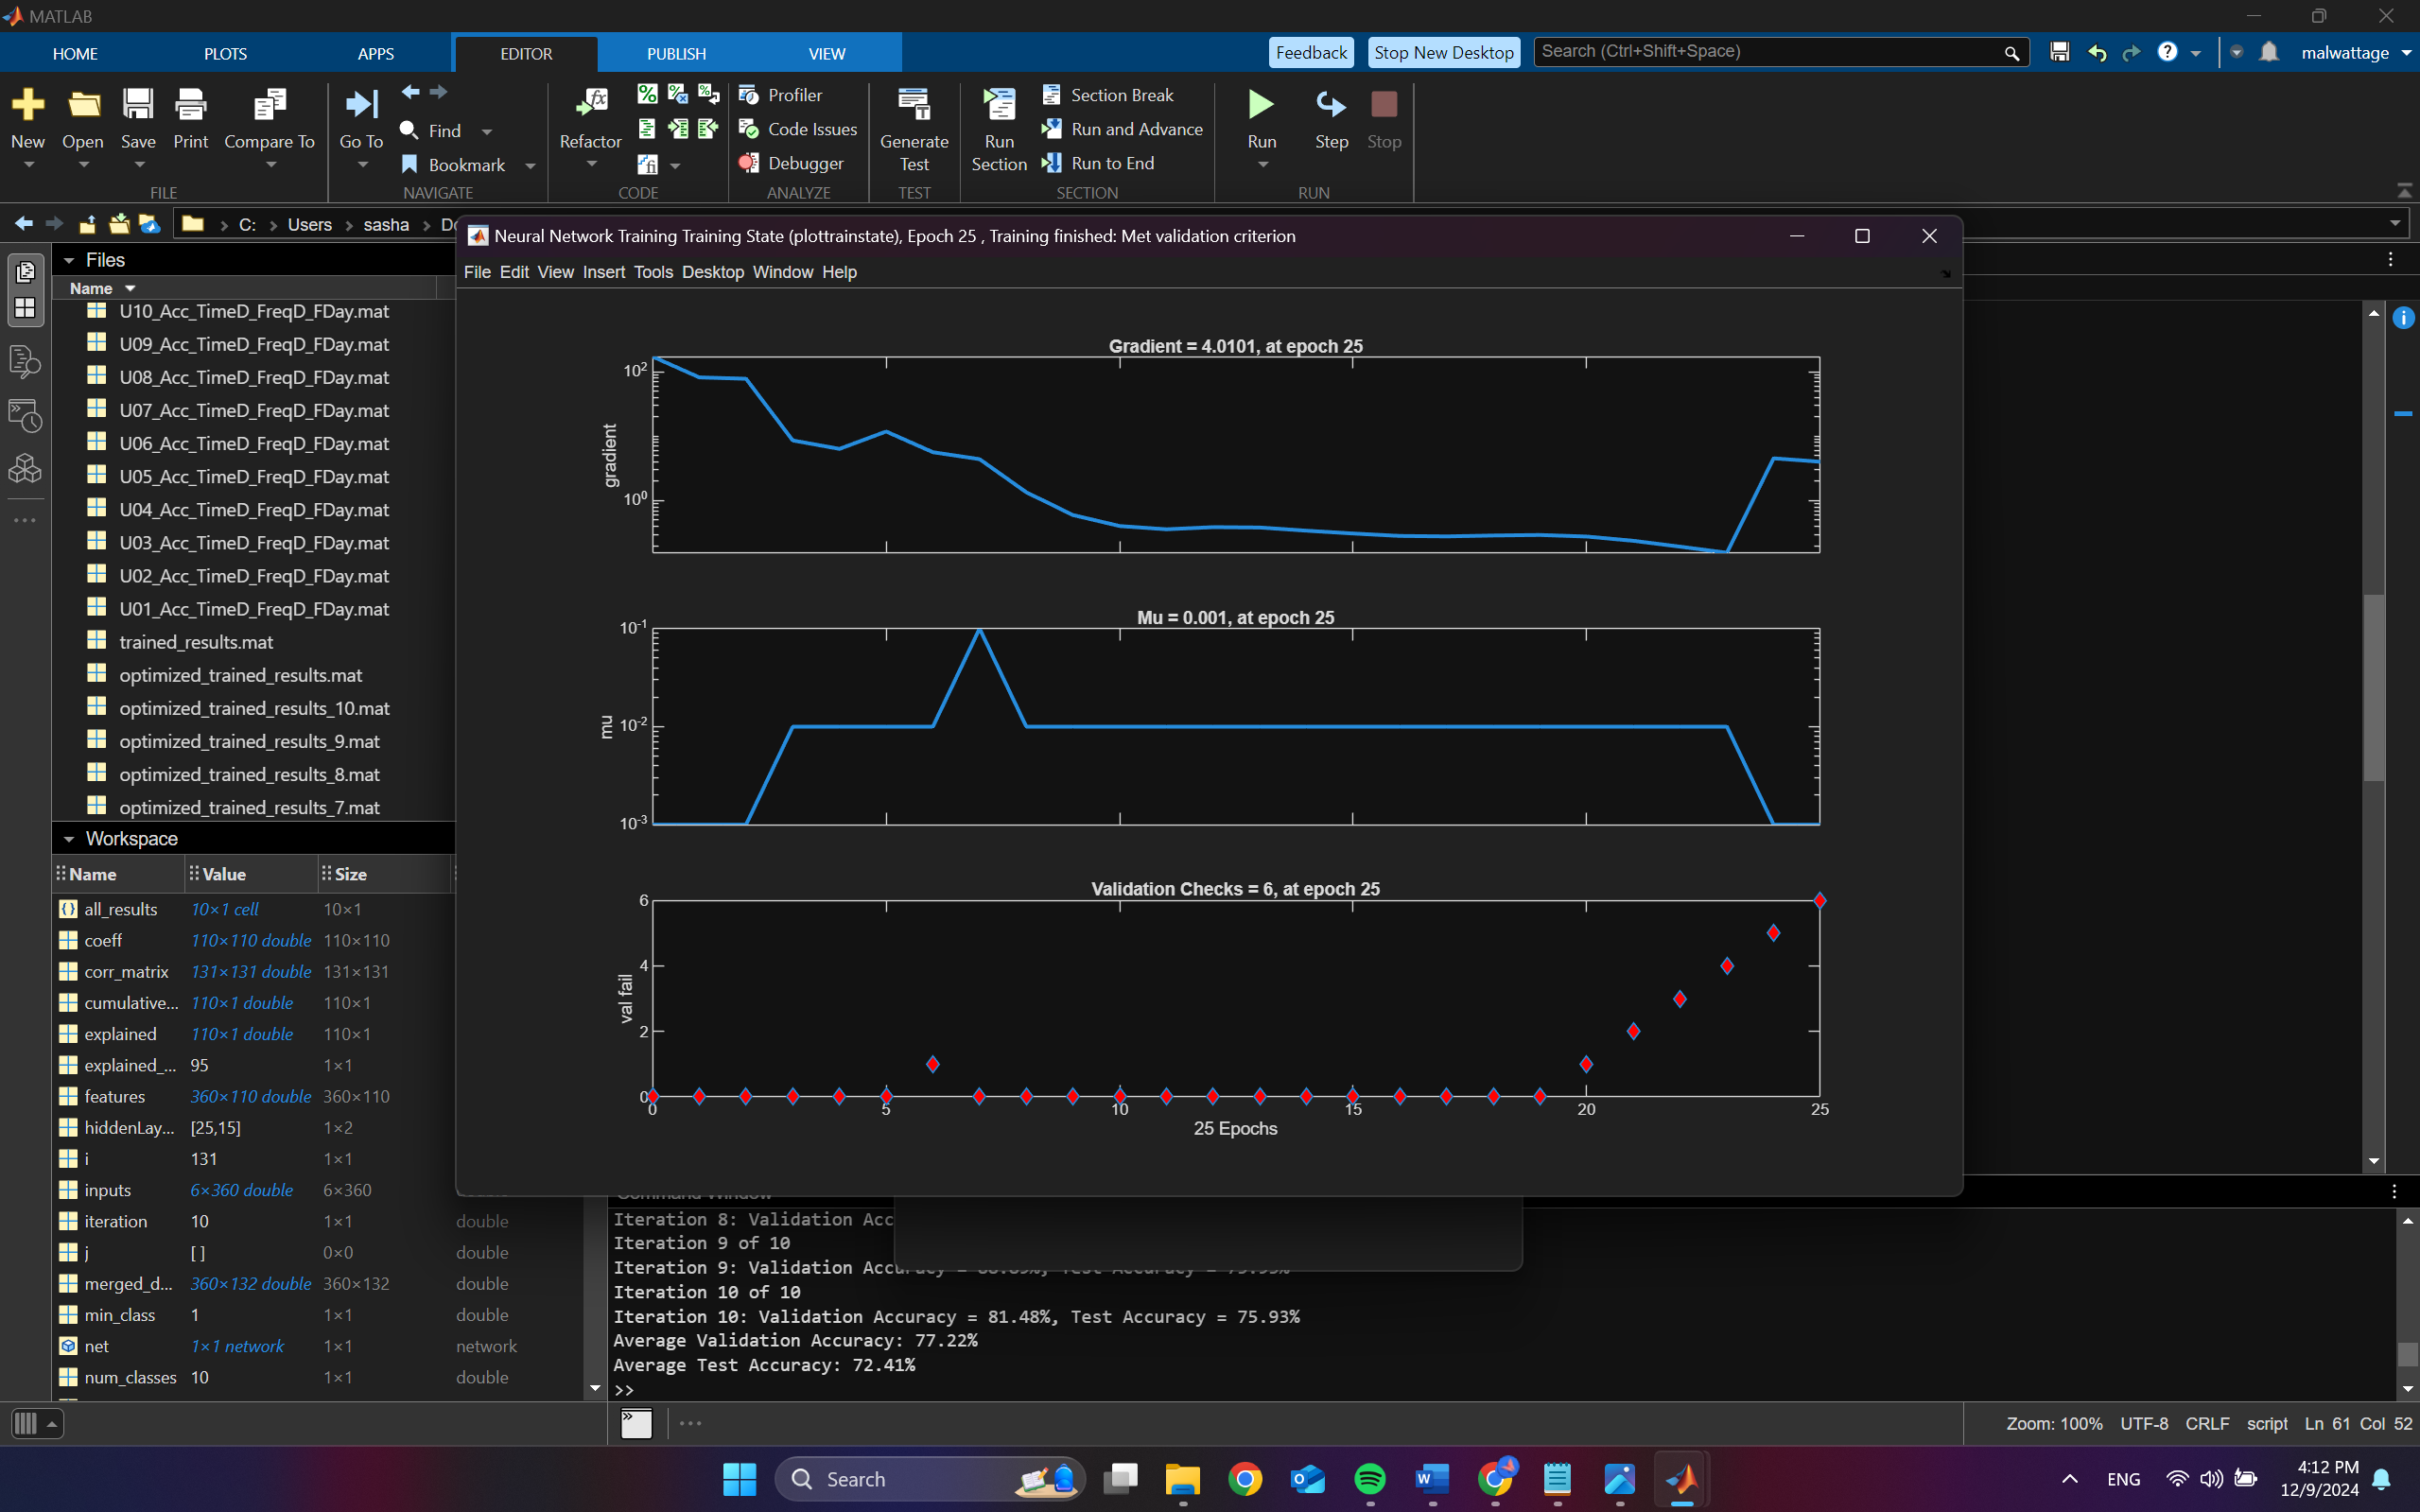 MATLAB
HOME PLOTS APPS EDITOR PUBLISH VIEW Feedback Stop New Desktop Search (Ctrl+Shift+Space) malwattage
New Open Save Print Compare To Go To Find Bookmark Refactor Profiler Code Issues Debugger Generate Test Run Section Section Break Run and Advance Run to End Run Step Stop
FILE NAVIGATE CODE ANALYZE TEST SECTION RUN
C: Users sasha
Neural Network Training Training State (plottrainstate), Epoch 25 , Training finished: Met validation criterion
File Edit View Insert Tools Desktop Window Help
Files
Name
U10_Acc_TimeD_FreqD_FDay.mat
U09_Acc_TimeD_FreqD_FDay.mat
U08_Acc_TimeD_FreqD_FDay.mat
U07_Acc_TimeD_FreqD_FDay.mat
U06_Acc_TimeD_FreqD_FDay.mat
U05_Acc_TimeD_FreqD_FDay.mat
U04_Acc_TimeD_FreqD_FDay.mat
U03_Acc_TimeD_FreqD_FDay.mat
U02_Acc_TimeD_FreqD_FDay.mat
U01_Acc_TimeD_FreqD_FDay.mat
trained_results.mat
optimized_trained_results.mat
optimized_trained_results_10.mat
optimized_trained_results_9.mat
optimized_trained_results_8.mat
optimized_trained_results_7.mat
Workspace
Name Value Size
all_results 10×1 cell 10×1
coeff 110×110 double 110×110
corr_matrix 131×131 double 131×131
cumulative... 110×1 double 110×1
explained 110×1 double 110×1
explained_... 95 1×1
features 360×110 double 360×110
hiddenLay... [25,15] 1×2
i 131 1×1
inputs 6×360 double 6×360
iteration 10 1×1 double
j [ ] 0×0 double
merged_d... 360×132 double 360×132 double
min_class 1 1×1 double
net 1×1 network 1×1 network
num_classes 10 1×1 double
Gradient = 4.0101, at epoch 25
gradient
10²
10⁰
Mu = 0.001, at epoch 25
mu
10⁻¹
10⁻²
10⁻³
Validation Checks = 6, at epoch 25
val fail
6
4
2
0
0 5 10 15 20 25
25 Epochs
Iteration 8: Validation Acc
Iteration 9 of 10
Iteration 9: Validation Accuracy
Iteration 10 of 10
Iteration 10: Validation Accuracy = 81.48%, Test Accuracy = 75.93%
Average Validation Accuracy: 77.22%
Average Test Accuracy: 72.41%
>>
Zoom: 100% UTF-8 CRLF script Ln 61 Col 52
Search ENG 4:12 PM
12/9/2024